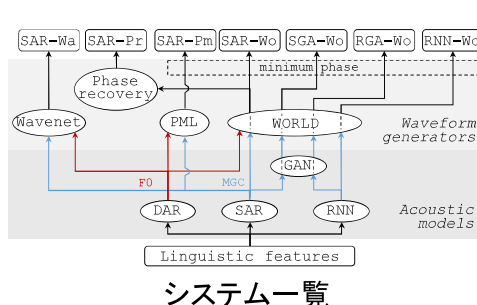 SAR-Wa SAR-Pr SAR-Pm SAR-Wo SGA-Wo RGA-Wo RNN-Wo
minimum phase
Phase
recovery
Wavenet PML WORLD
Waveform
generators
GAN
F0 MGC
DAR SAR RNN
Acoustic
models
Linguistic features
システム一覧